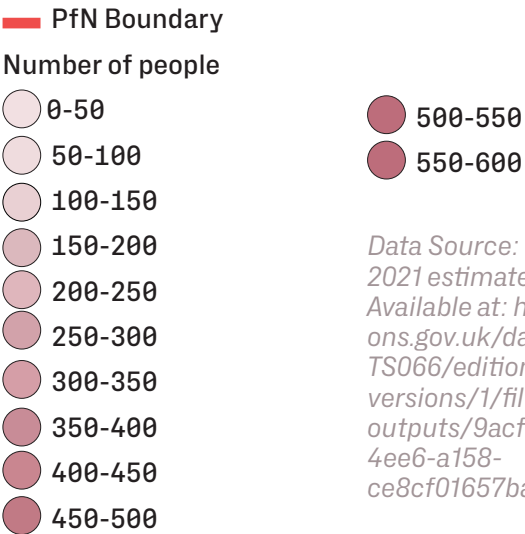 PfN Boundary
Number of people
0-50
50-100
100-150
150-200
200-250
250-300
300-350
350-400
400-450
450-500
500-550
550-600
Data Source:
2021 estimate
Available at: h
ons.gov.uk/da
TS066/edition
versions/1/fil
outputs/9acf
4ee6-a158-
ce8cf01657ba